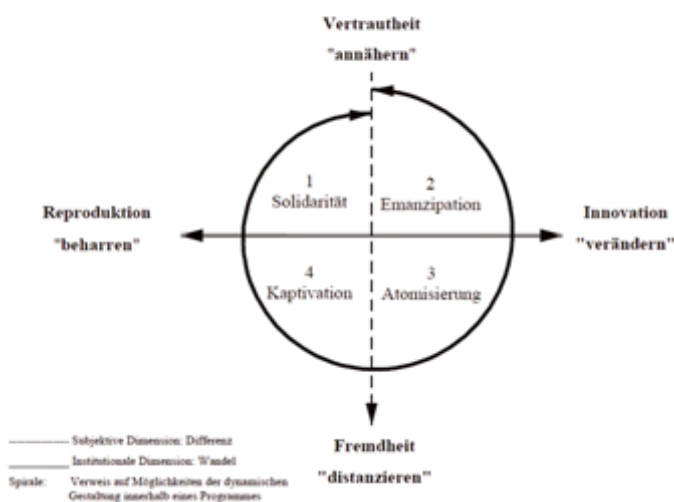 Vertrautheit
"annähern"
1
Solidarität
2
Emanzipation
Reproduktion
"beharren"
Innovation
"verändern"
4
Kaptivation
3
Atomisierung
Fremdheit
"distanzieren"
Subjektive Dimension: Differenz
Institutionale Dimension: Wandel
Spirale: Verweis auf Möglichkeiten der dynamischen
Gestaltung innerhalb eines Programmes